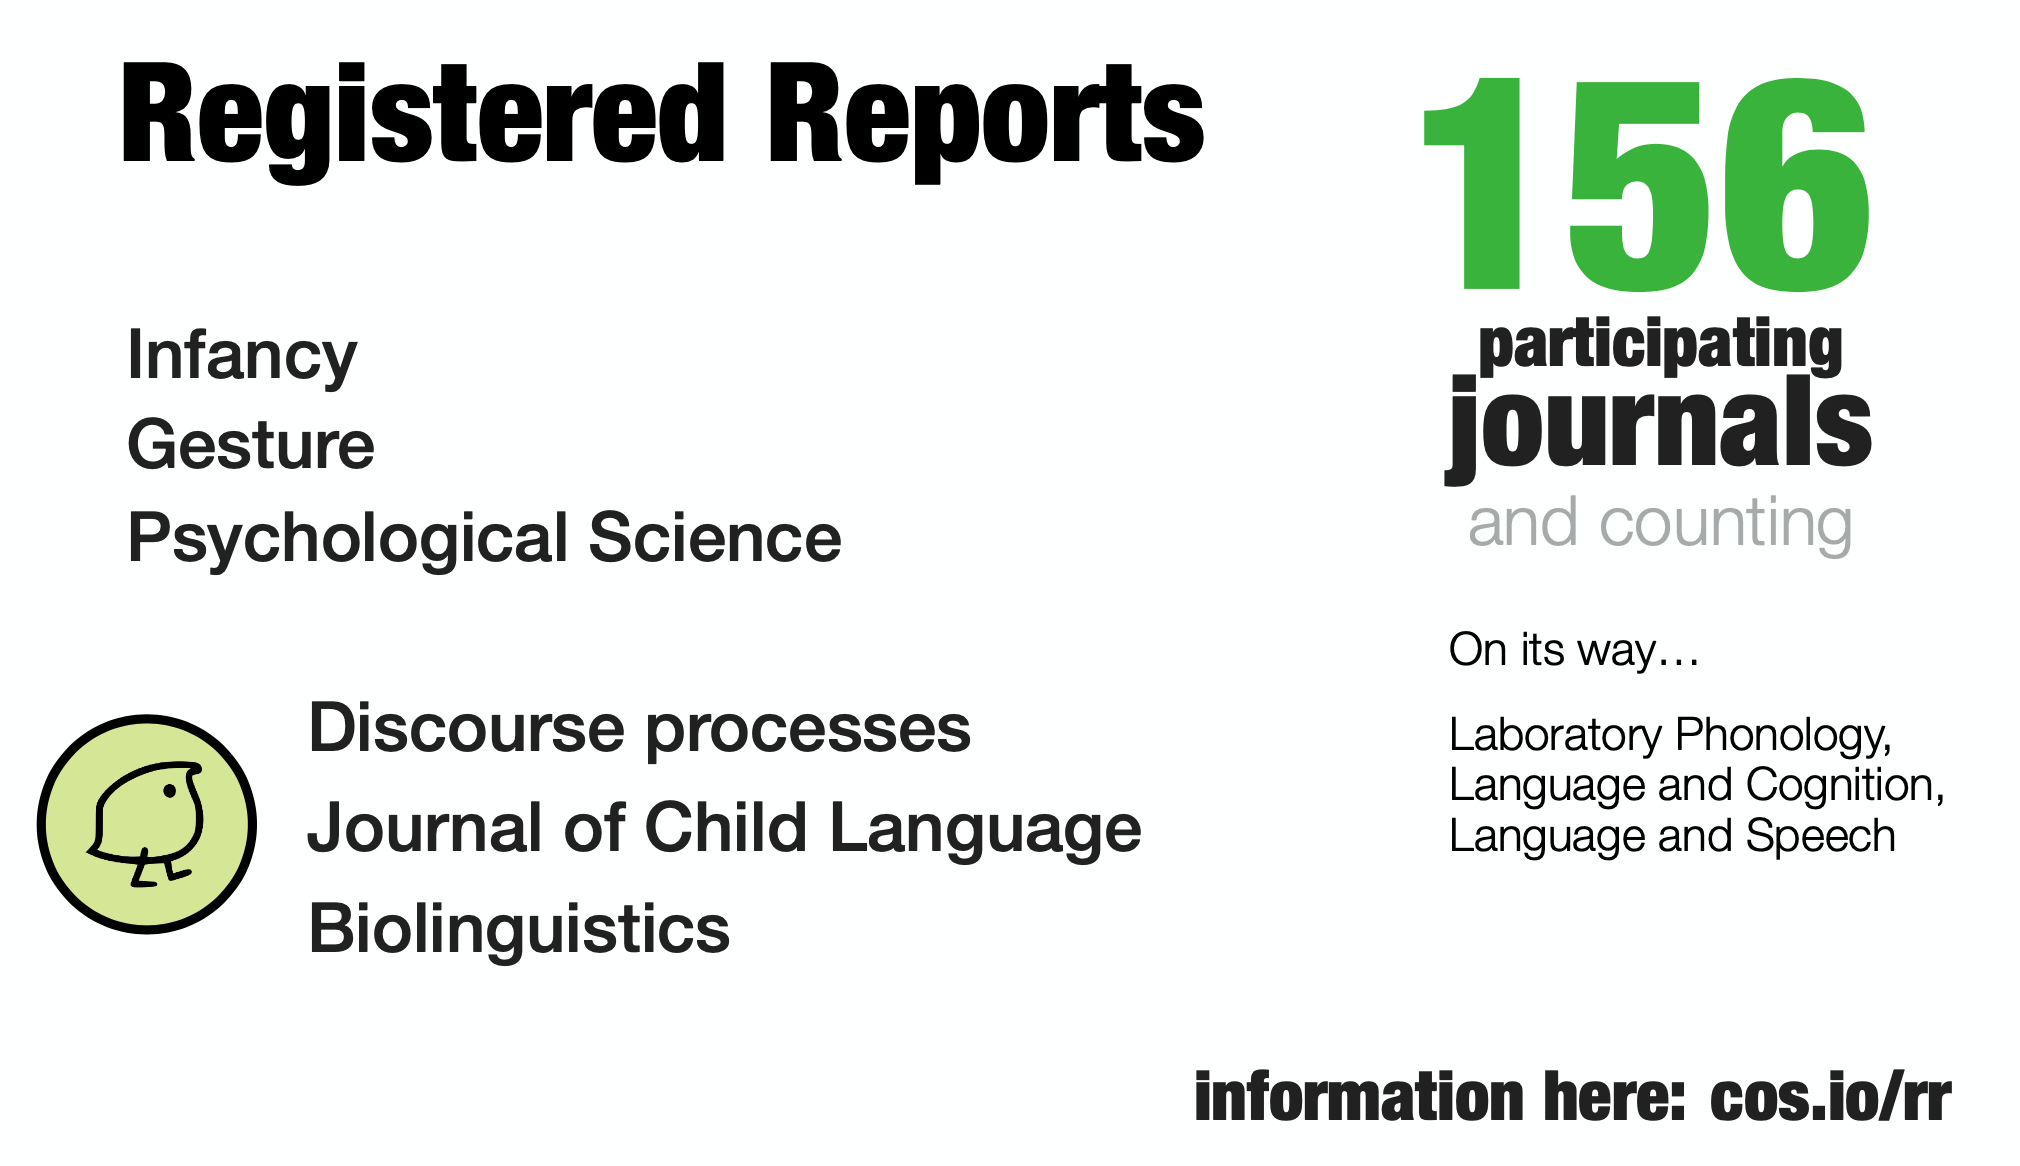 Registered Reports
Infancy
Gesture
Psychological Science
Discourse processes
Journal of Child Language
Biolinguistics
156
participating
journals
and counting
On its way…
Laboratory Phonology,
Language and Cognition,
Language and Speech
information here: cos.io/rr